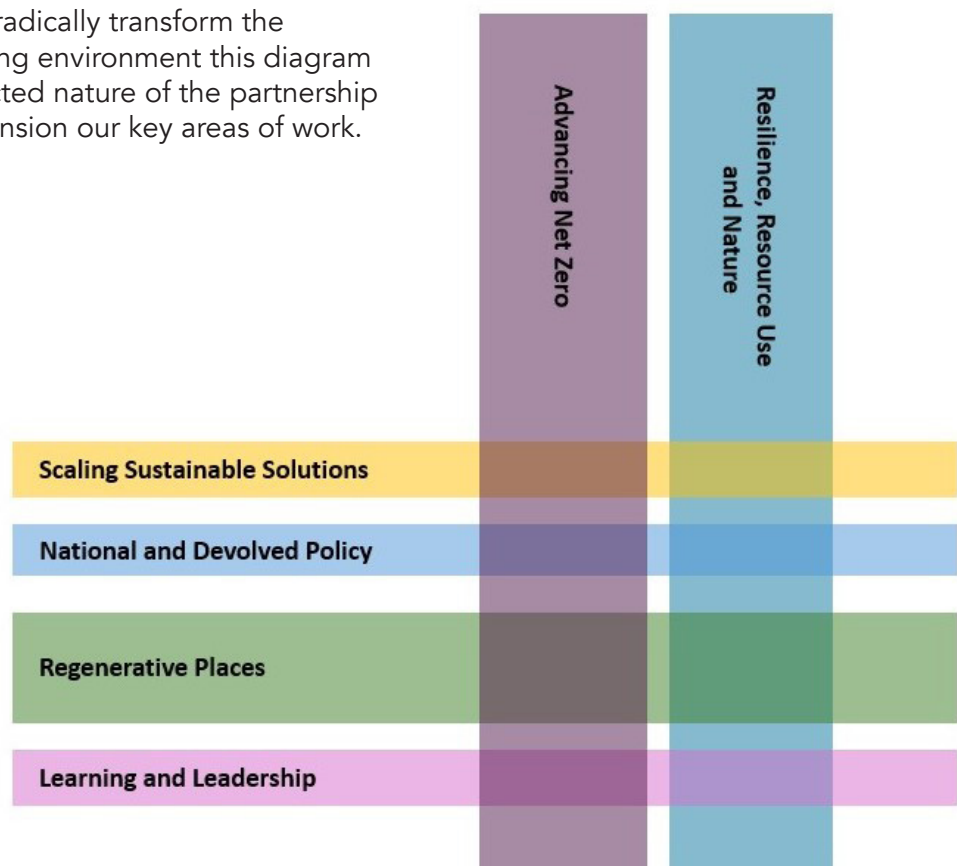 radically transform the
ng environment this diagram
cted nature of the partnership
nsion our key areas of work.
Advancing Net Zero
Resilience, Resource Use
and Nature
Scaling Sustainable Solutions
National and Devolved Policy
Regenerative Places
Learning and Leadership